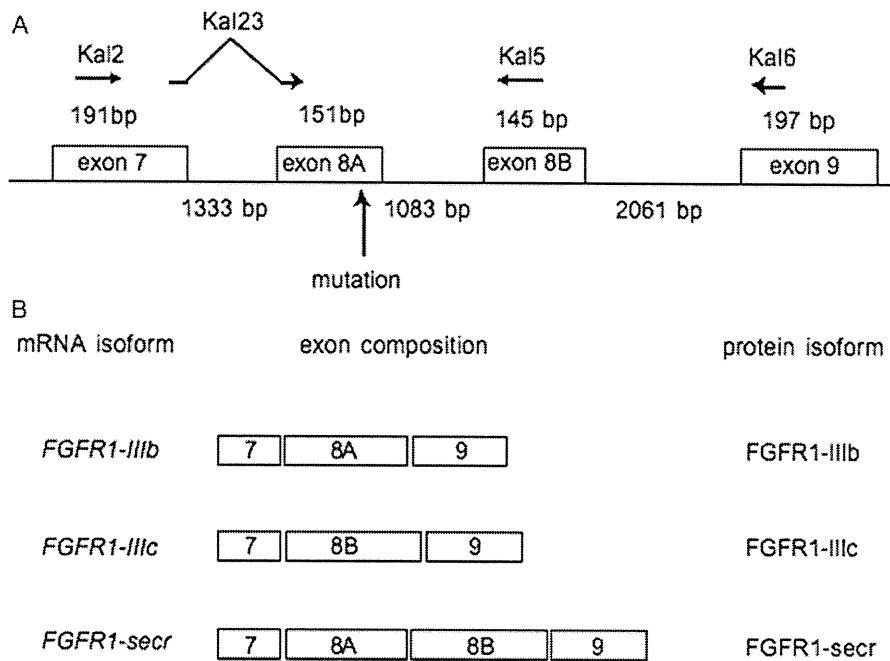 A
Kal23
Kal2
Kal5
Kal6
191bp 151bp 145 bp 197 bp
exon 7 exon 8A exon 8B exon 9
1333 bp 1083 bp 2061 bp
mutation
B
mRNA isoform exon composition protein isoform
FGFR1-IIIb 7 8A 9 FGFR1-IIIb
FGFR1-IIIc 7 8B 9 FGFR1-IIIc
FGFR1-secr 7 8A 8B 9 FGFR1-secr